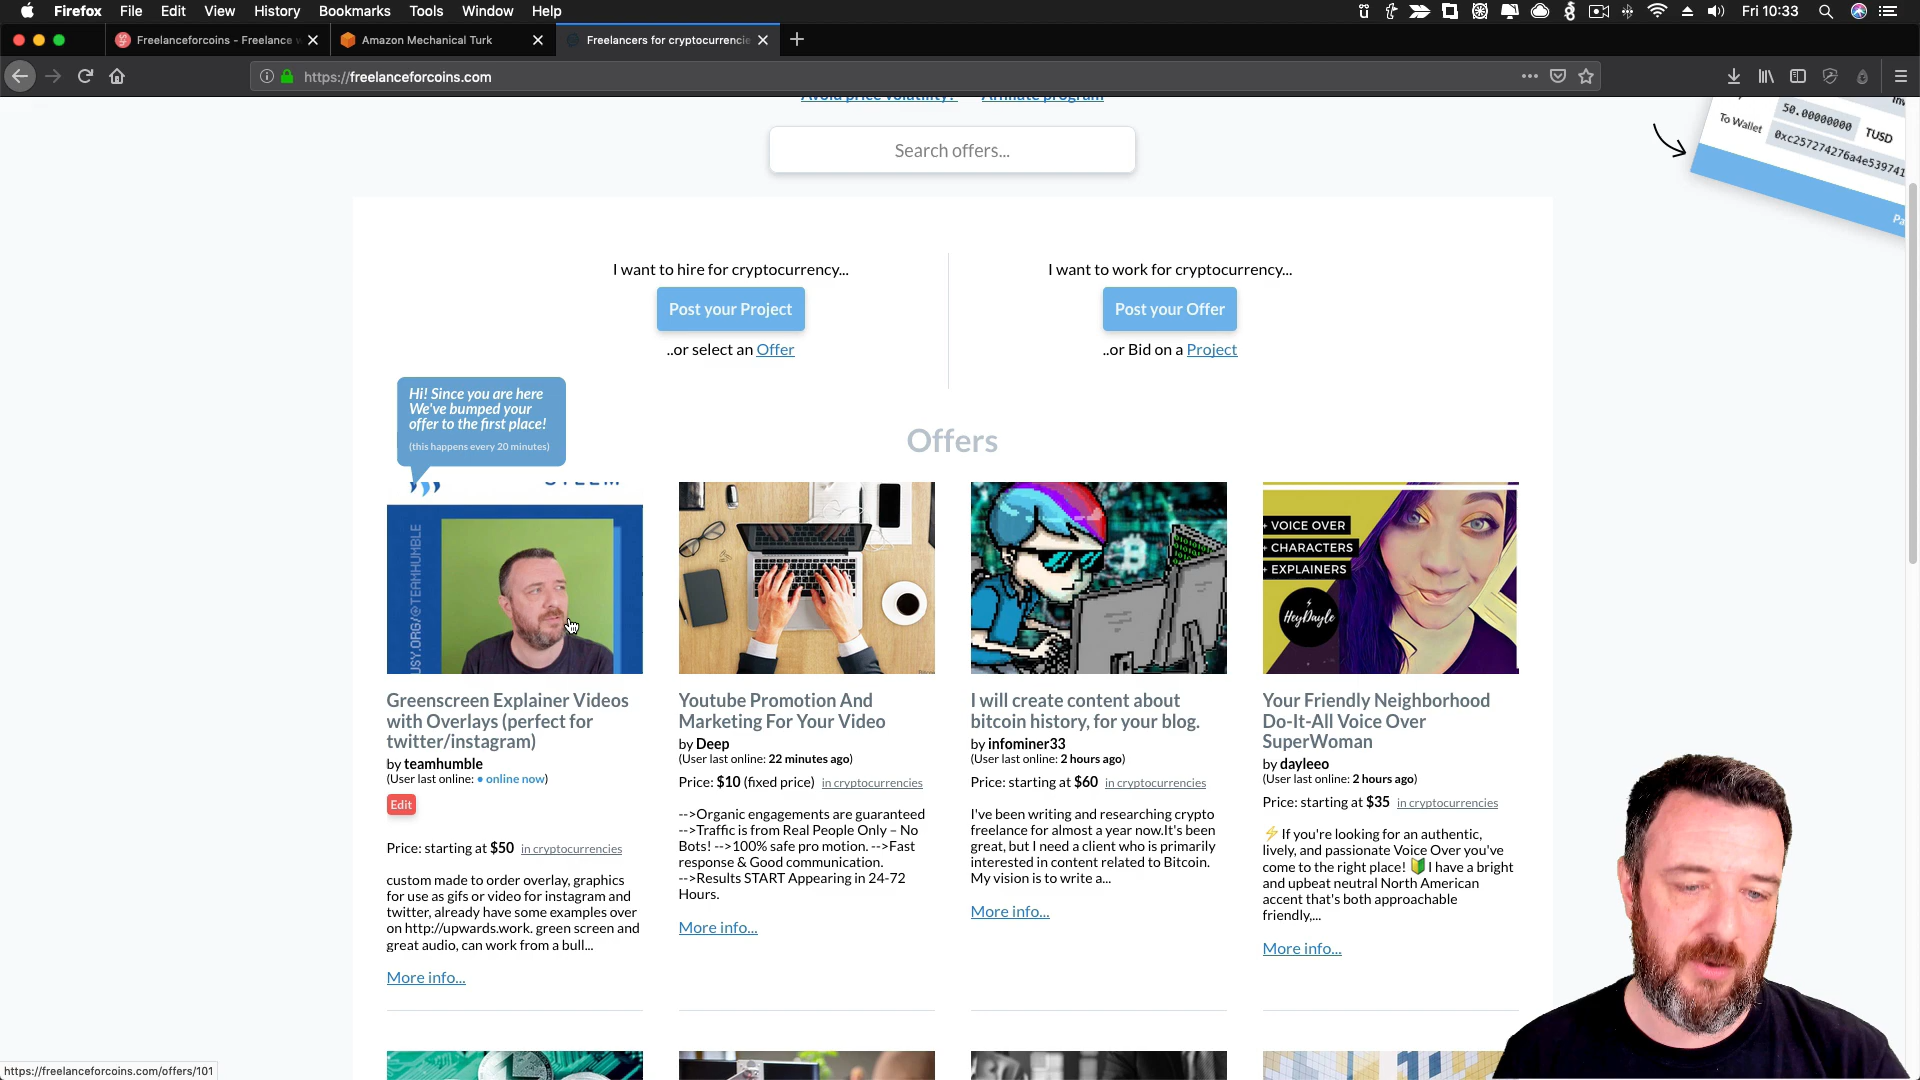 Firefox File Edit View History Bookmarks Tools Window Help Fri 10:33
Freelanceforcoins - Freelance Amazon Mechanical Turk Freelancers for cryptocurrencie
https://freelanceforcoins.com
Avoid price volatility? Affiliate program
50.00000000 TUSD
To Wallet 0xc257274276a4e539741
Search offers...
I want to hire for cryptocurrency...
Post your Project
..or select an Offer
I want to work for cryptocurrency...
Post your Offer
..or Bid on a Project
Hi! Since you are here
We've bumped your
offer to the first place!
(this happens every 20 minutes)
Offers
STEEM
USY.ORG/@TEAMHUMBLE
+ VOICE OVER
+ CHARACTERS
+ EXPLAINERS
HeyDayle
Greenscreen Explainer Videos
with Overlays (perfect for
twitter/instagram)
by teamhumble
(User last online: • online now)
Edit
Price: starting at $50 in cryptocurrencies
custom made to order overlay, graphics
for use as gifs or video for instagram and
twitter, already have some examples over
on http://upwards.work. green screen and
great audio, can work from a bull...
More info...
Youtube Promotion And
Marketing For Your Video
by Deep
(User last online: 22 minutes ago)
Price: $10 (fixed price) in cryptocurrencies
-->Organic engagements are guaranteed
-->Traffic is from Real People Only – No
Bots! -->100% safe pro motion. -->Fast
response & Good communication.
-->Results START Appearing in 24-72
Hours.
More info...
I will create content about
bitcoin history, for your blog.
by infominer33
(User last online: 2 hours ago)
Price: starting at $60 in cryptocurrencies
I've been writing and researching crypto
freelance for almost a year now.It's been
great, but I need a client who is primarily
interested in content related to Bitcoin.
My vision is to write a...
More info...
Your Friendly Neighborhood
Do-It-All Voice Over
SuperWoman
by dayleeo
(User last online: 2 hours ago)
Price: starting at $35 in cryptocurrencies
⚡ If you're looking for an authentic,
lively, and passionate Voice Over you've
come to the right place! 🔰 I have a bright
and upbeat neutral North American
accent that's both approachable
friendly,...
More info...
https://freelanceforcoins.com/offers/101